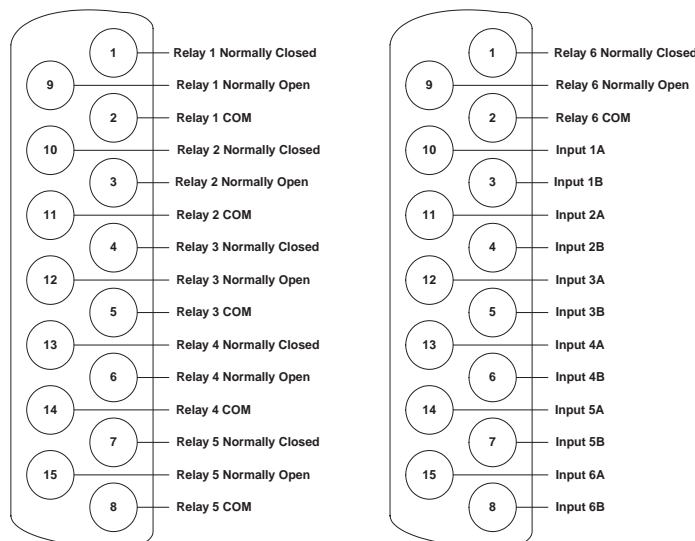 1 Relay 1 Normally Closed
9 Relay 1 Normally Open
2 Relay 1 COM
10 Relay 2 Normally Closed
3 Relay 2 Normally Open
11 Relay 2 COM
4 Relay 3 Normally Closed
12 Relay 3 Normally Open
5 Relay 3 COM
13 Relay 4 Normally Closed
6 Relay 4 Normally Open
14 Relay 4 COM
7 Relay 5 Normally Closed
15 Relay 5 Normally Open
8 Relay 5 COM
1 Relay 6 Normally Closed
9 Relay 6 Normally Open
2 Relay 6 COM
10 Input 1A
3 Input 1B
11 Input 2A
4 Input 2B
12 Input 3A
5 Input 3B
13 Input 4A
6 Input 4B
14 Input 5A
7 Input 5B
15 Input 6A
8 Input 6B